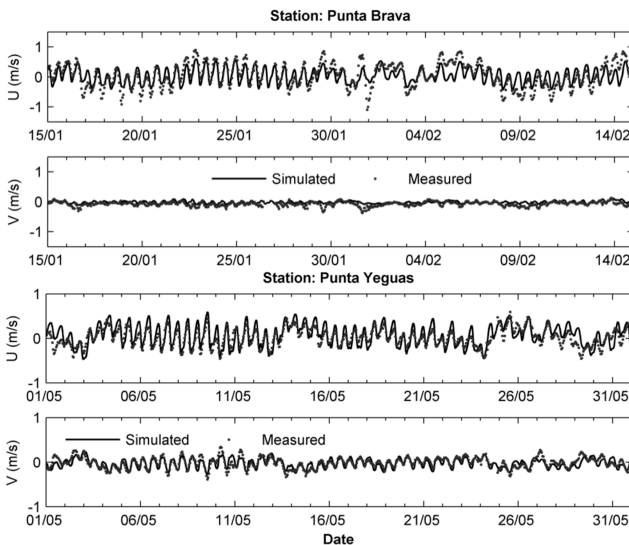 Station: Punta Brava
U (m/s)
1
0
-1
15/01 20/01 25/01 30/01 04/02 09/02 14/02
V (m/s)
1
0
-1
Simulated Measured
15/01 20/01 25/01 30/01 04/02 09/02 14/02
Station: Punta Yeguas
U (m/s)
1
0
-1
01/05 06/05 11/05 16/05 21/05 26/05 31/05
V (m/s)
1
0
-1
Simulated Measured
01/05 06/05 11/05 16/05 21/05 26/05 31/05
Date